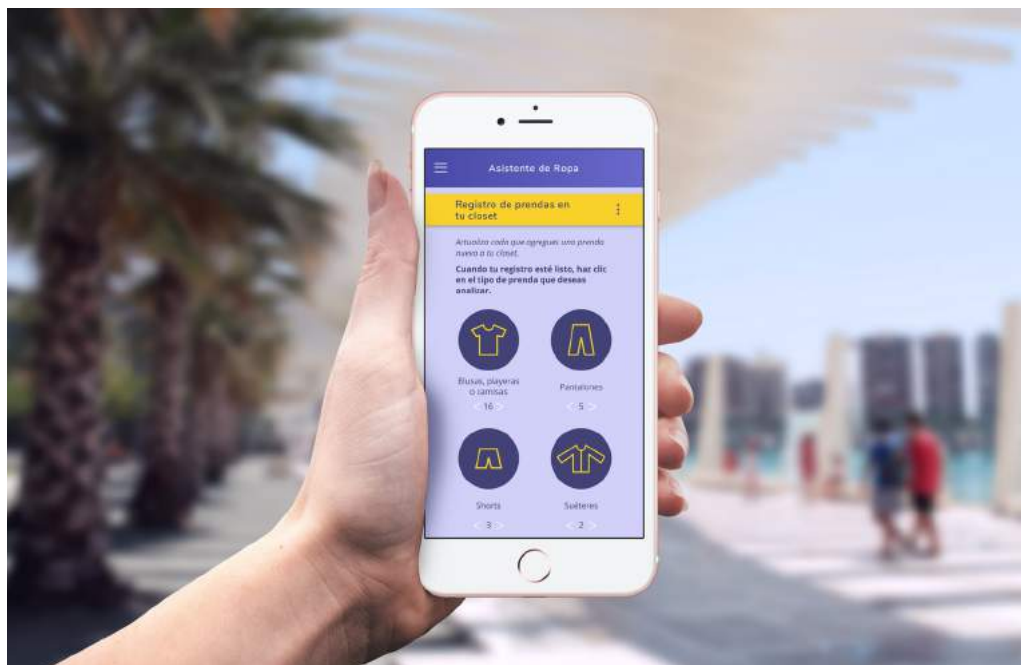 Asistente de Ropa
Registro de prendas en
tu closet
Actualiza cada que agregues una prenda
nueva a tu closet.
Cuando tu registro esté listo, haz clic
en el tipo de prenda que deseas
analizar.
Blusas, playeras
o camisas
Pantalones
< 16 >
< 5 >
Shorts
Suéteres
< 3 >
< 2 >